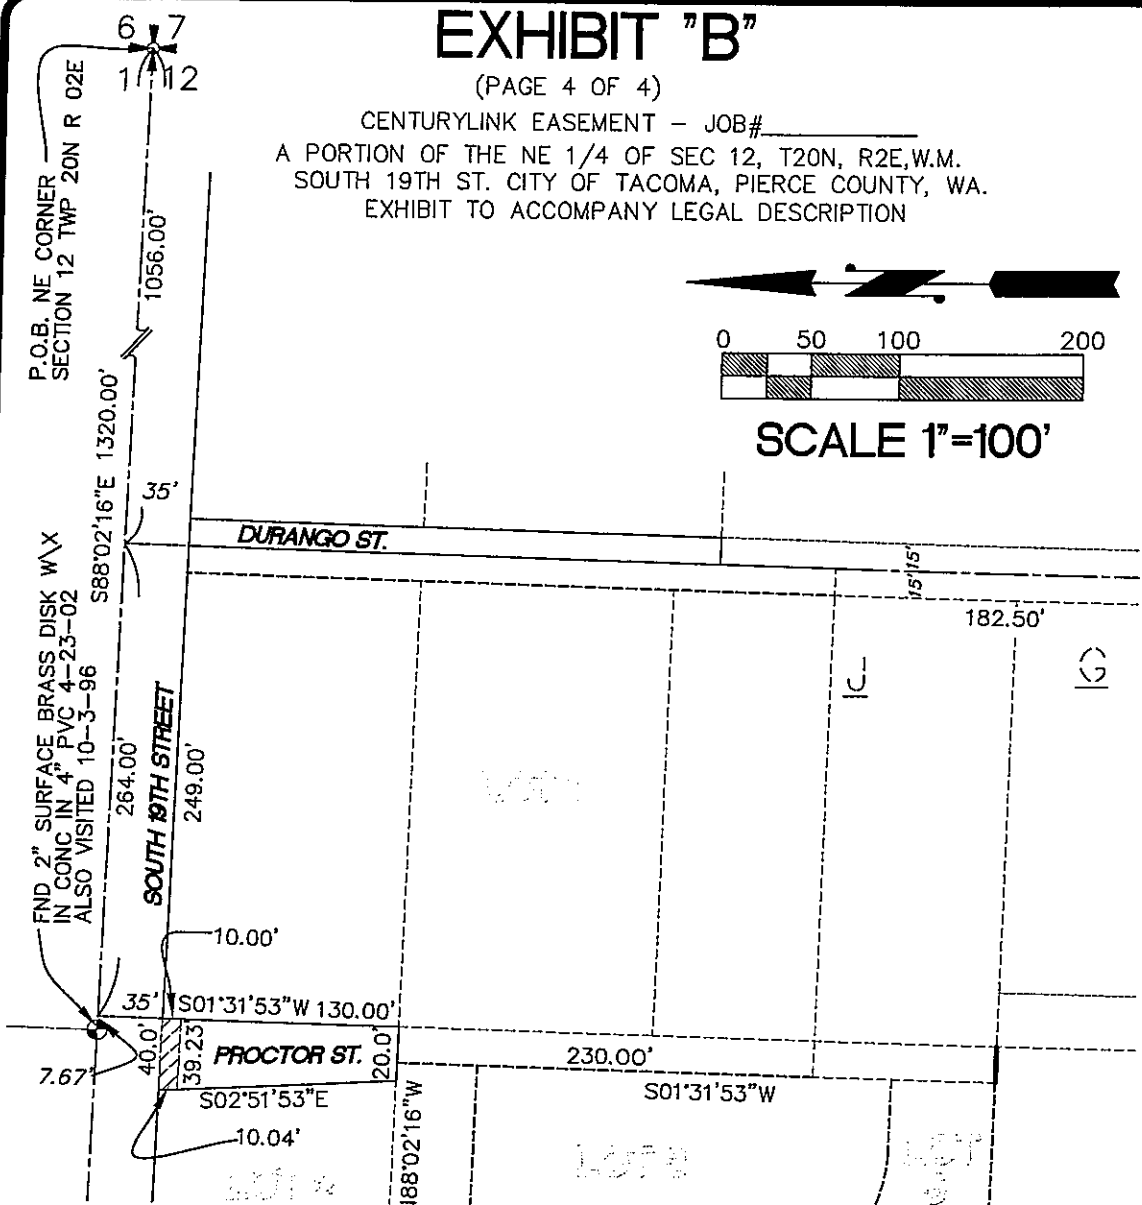 EXHIBIT "B"
(PAGE 4 OF 4)
CENTURYLINK EASEMENT - JOB#
A PORTION OF THE NE 1/4 OF SEC 12, T20N, R2E,W.M.
SOUTH 19TH ST. CITY OF TACOMA, PIERCE COUNTY, WA.
EXHIBIT TO ACCOMPANY LEGAL DESCRIPTION
6 7
1 12
P.O.B. NE CORNER
SECTION 12 TWP 20N R 02E
1056.00'
0 50 100 200
SCALE 1"=100'
S88°02'16"E 1320.00'
35'
DURANGO ST.
15' 15'
182.50'
J
G
FND 2" SURFACE BRASS DISK W\X
IN CONC IN 4" PVC 4-23-02
ALSO VISITED 10-3-96
264.00'
SOUTH 19TH STREET
249.00'
10.00'
35'
S01°31'53"W 130.00'
40.0'
39.23'
PROCTOR ST.
20.0'
230.00'
7.67'
S02°51'53"E
S01°31'53"W
10.04'
88°02'16"W